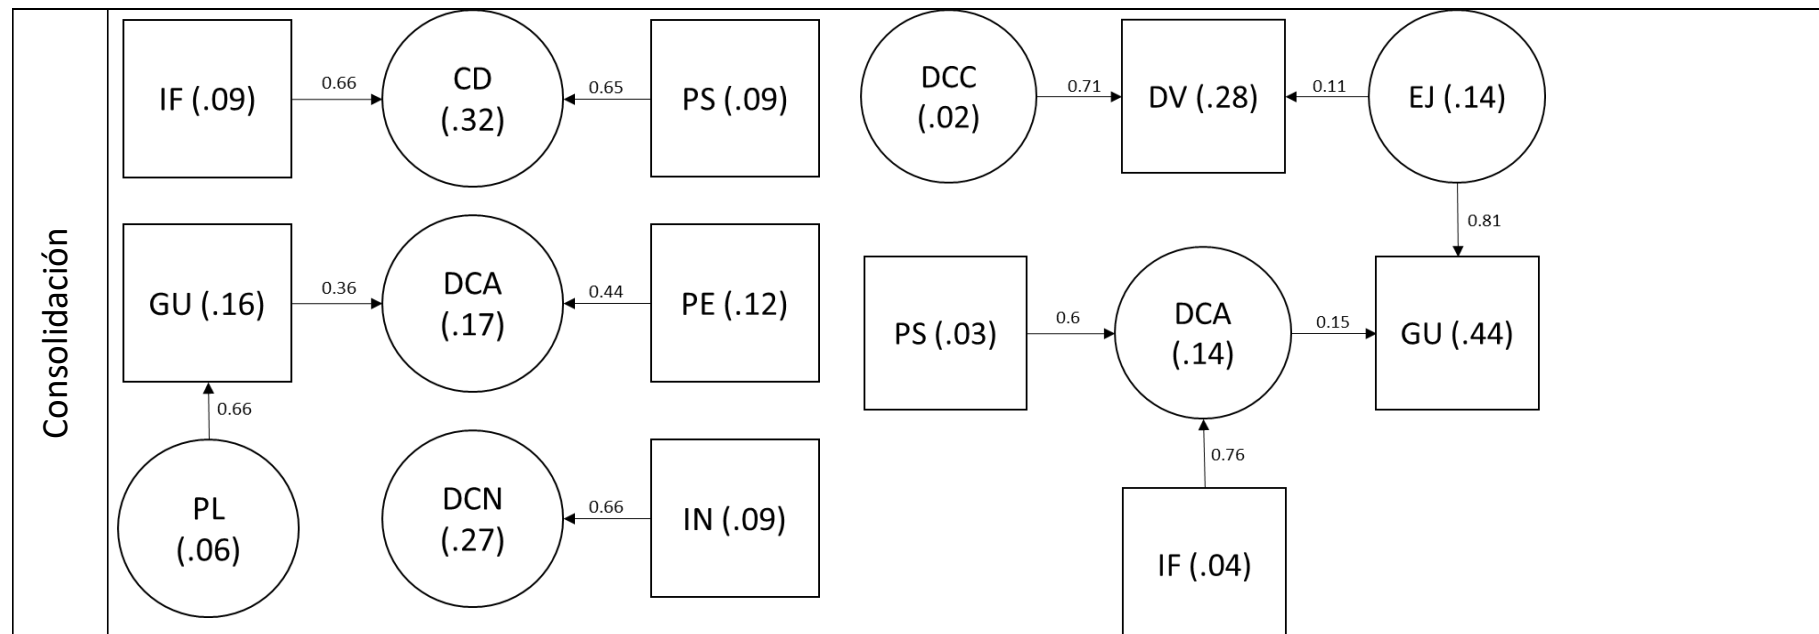 Consolidación
IF (.09)
0.66
CD
(.32)
0.65
PS (.09)
GU (.16)
0.36
DCA
(.17)
0.44
PE (.12)
0.66
PL
(.06)
DCN
(.27)
0.66
IN (.09)
DCC
(.02)
0.71
DV (.28)
0.11
EJ (.14)
0.81
PS (.03)
0.6
DCA
(.14)
0.15
GU (.44)
0.76
IF (.04)